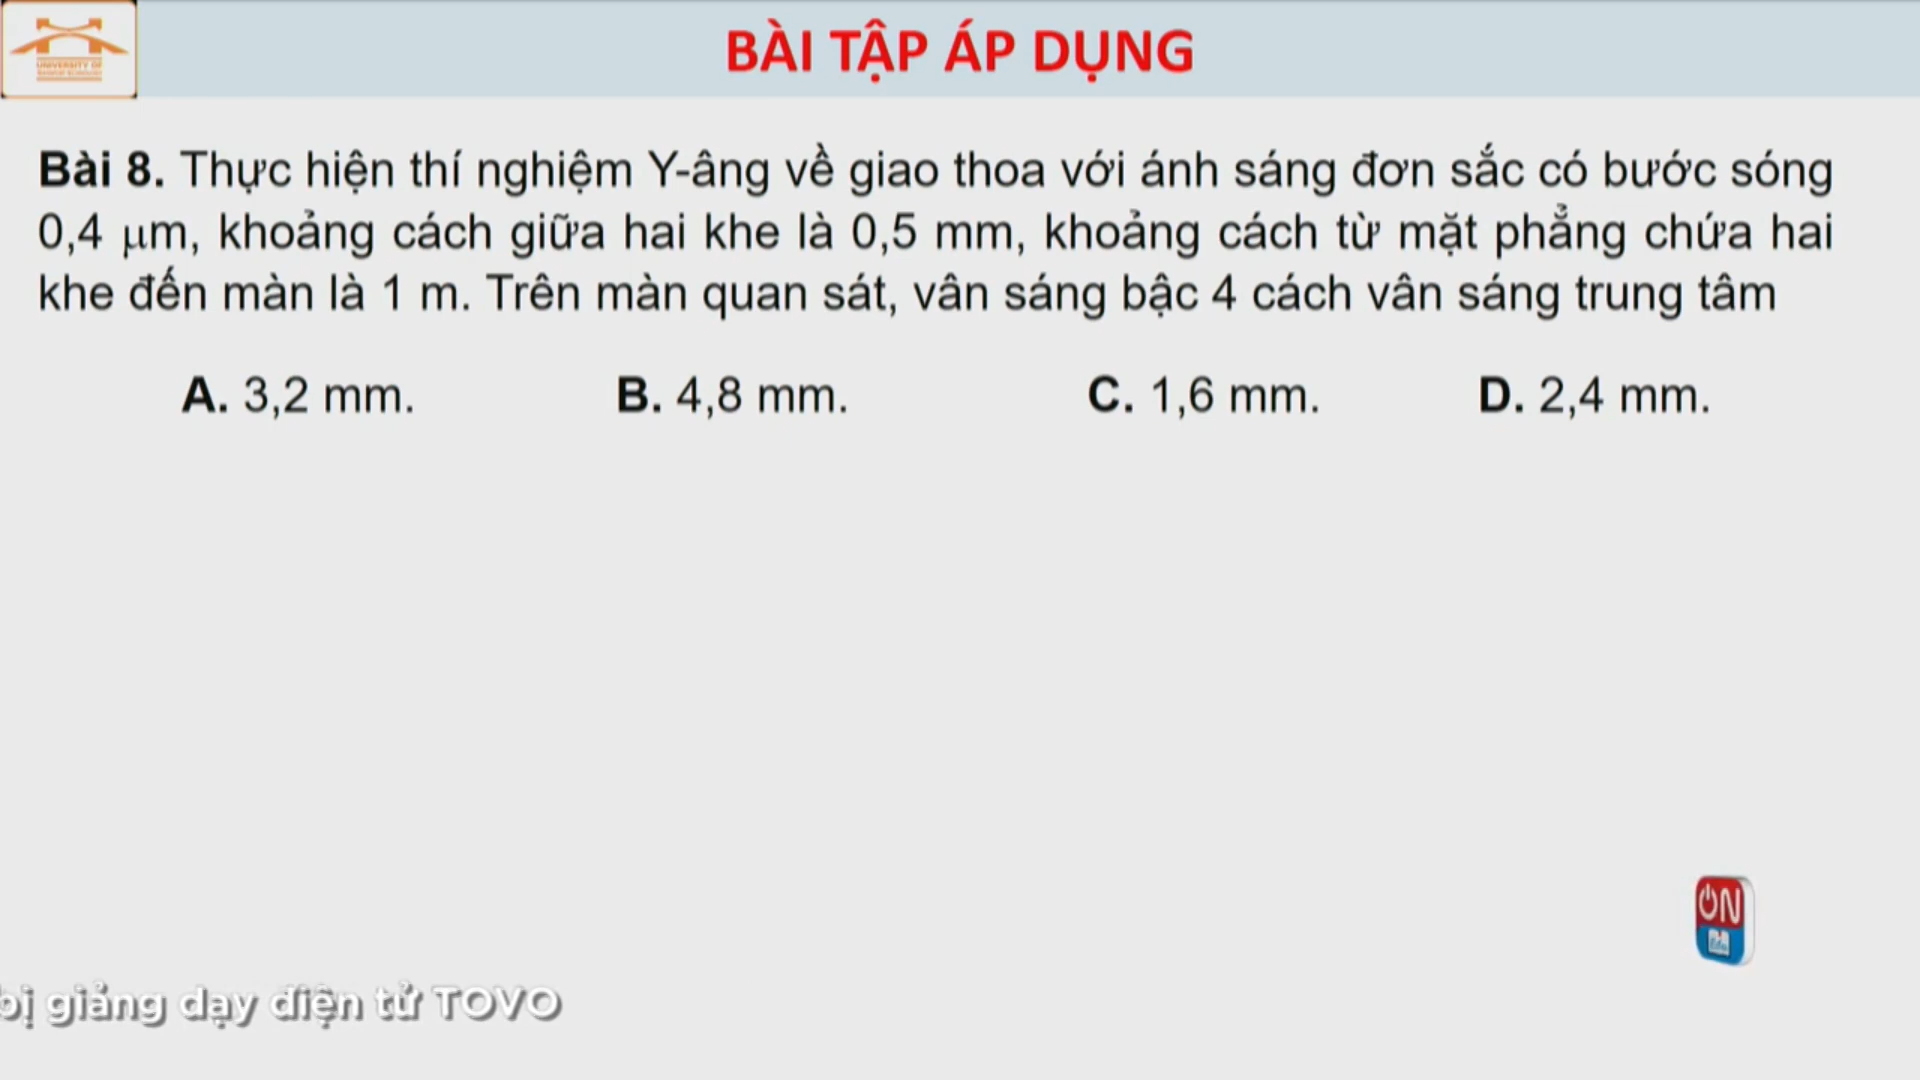 UNIVERSITY OF
BÀI TẬP ÁP DỤNG
Bài 8. Thực hiện thí nghiệm Y-âng về giao thoa với ánh sáng đơn sắc có bước sóng
0,4 μm, khoảng cách giữa hai khe là 0,5 mm, khoảng cách từ mặt phẳng chứa hai
khe đến màn là 1 m. Trên màn quan sát, vân sáng bậc 4 cách vân sáng trung tâm
A. 3,2 mm. B. 4,8 mm. C. 1,6 mm. D. 2,4 mm.
ON
Edu
bị giảng dạy điện tử TOVO